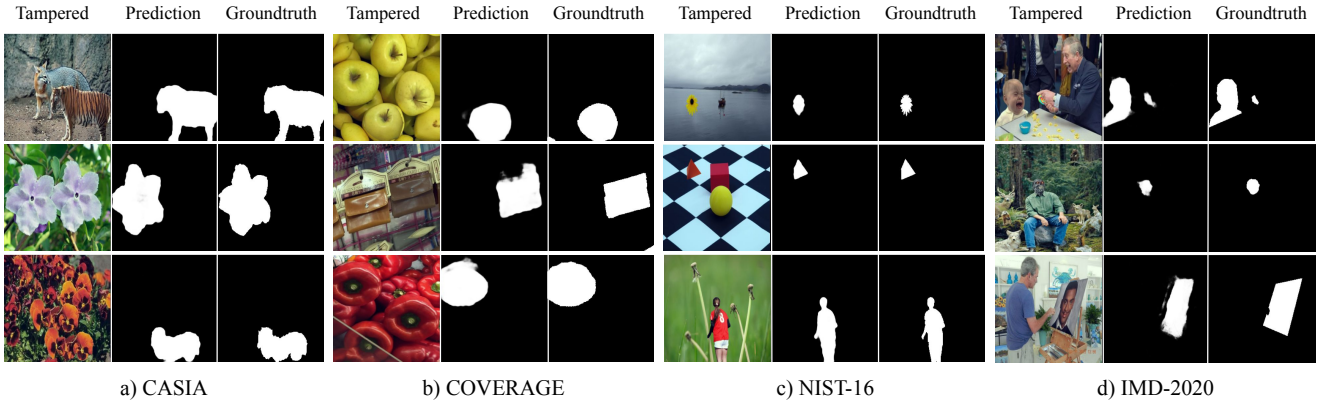 Tampered Prediction Groundtruth Tampered Prediction Groundtruth Tampered Prediction Groundtruth Tampered Prediction Groundtruth
a) CASIA b) COVERAGE c) NIST-16 d) IMD-2020